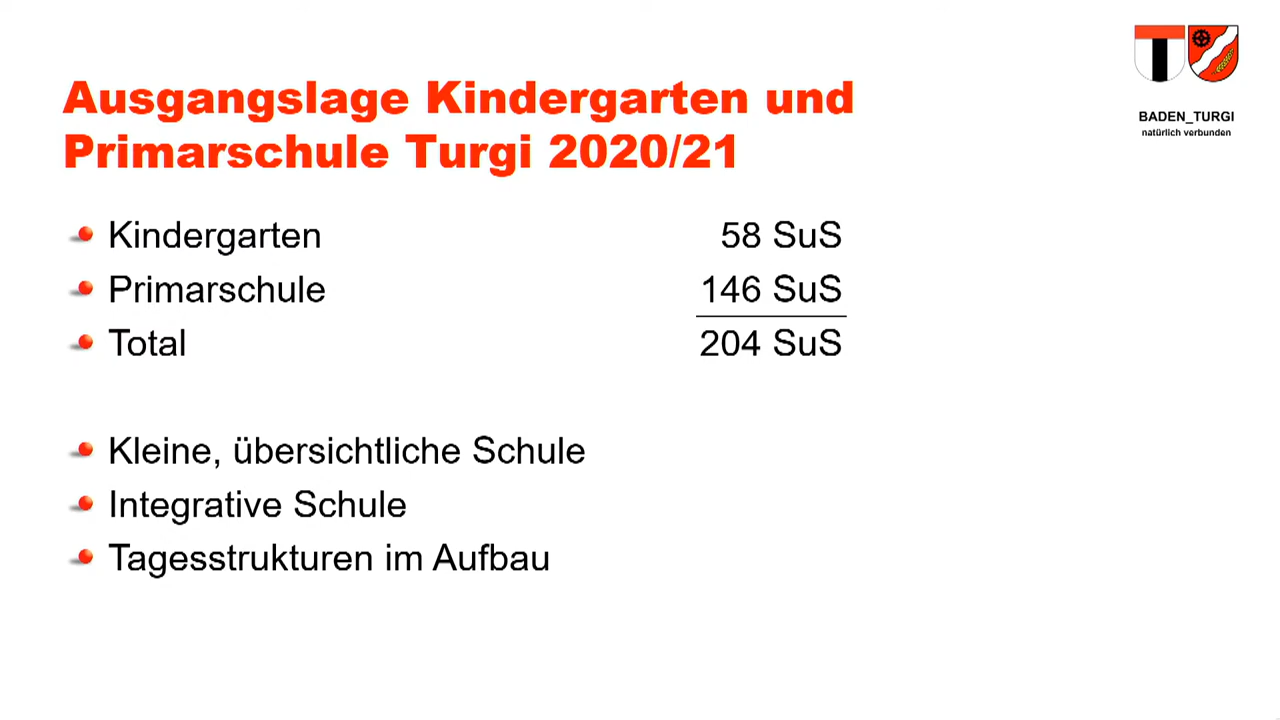 BADEN_TURGI
natürlich verbunden
Ausgangslage Kindergarten und
Primarschule Turgi 2020/21
Kindergarten 58 SuS
Primarschule 146 SuS
Total 204 SuS
Kleine, übersichtliche Schule
Integrative Schule
Tagesstrukturen im Aufbau